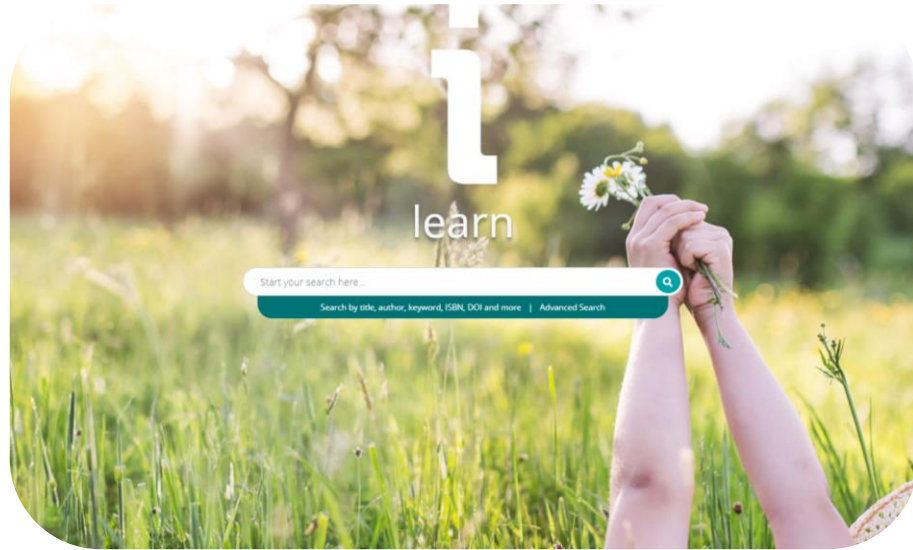 i
learn
Start your search here...
Search by title, author, keyword, ISBN, DOI and more | Advanced Search